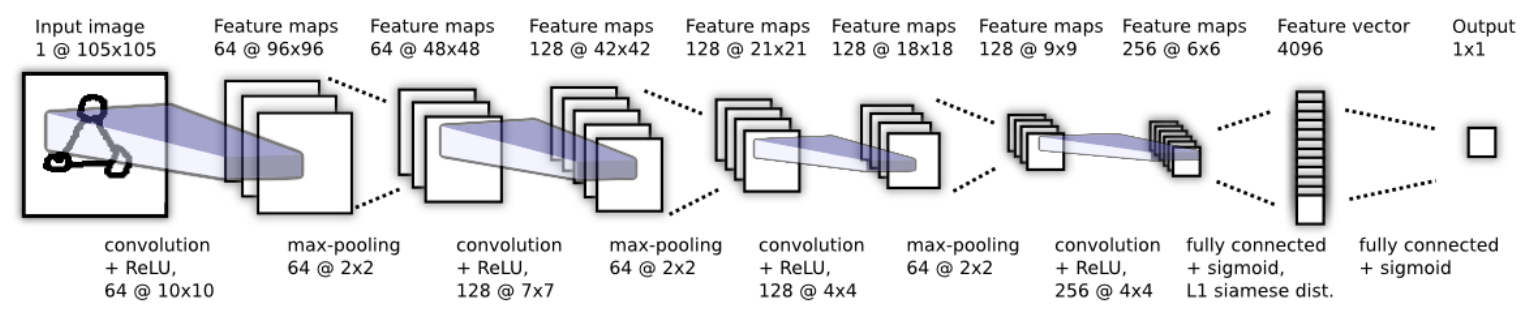 Input image
1 @ 105x105
Feature maps
64 @ 96x96
Feature maps
64 @ 48x48
Feature maps
128 @ 42x42
Feature maps
128 @ 21x21
Feature maps
128 @ 18x18
Feature maps
128 @ 9x9
Feature maps
256 @ 6x6
Feature vector
4096
Output
1x1
convolution
+ ReLU,
64 @ 10x10
max-pooling
64 @ 2x2
convolution
+ ReLU,
128 @ 7x7
max-pooling
64 @ 2x2
convolution
+ ReLU,
128 @ 4x4
max-pooling
64 @ 2x2
convolution
+ ReLU,
256 @ 4x4
fully connected
+ sigmoid,
L1 siamese dist.
fully connected
+ sigmoid